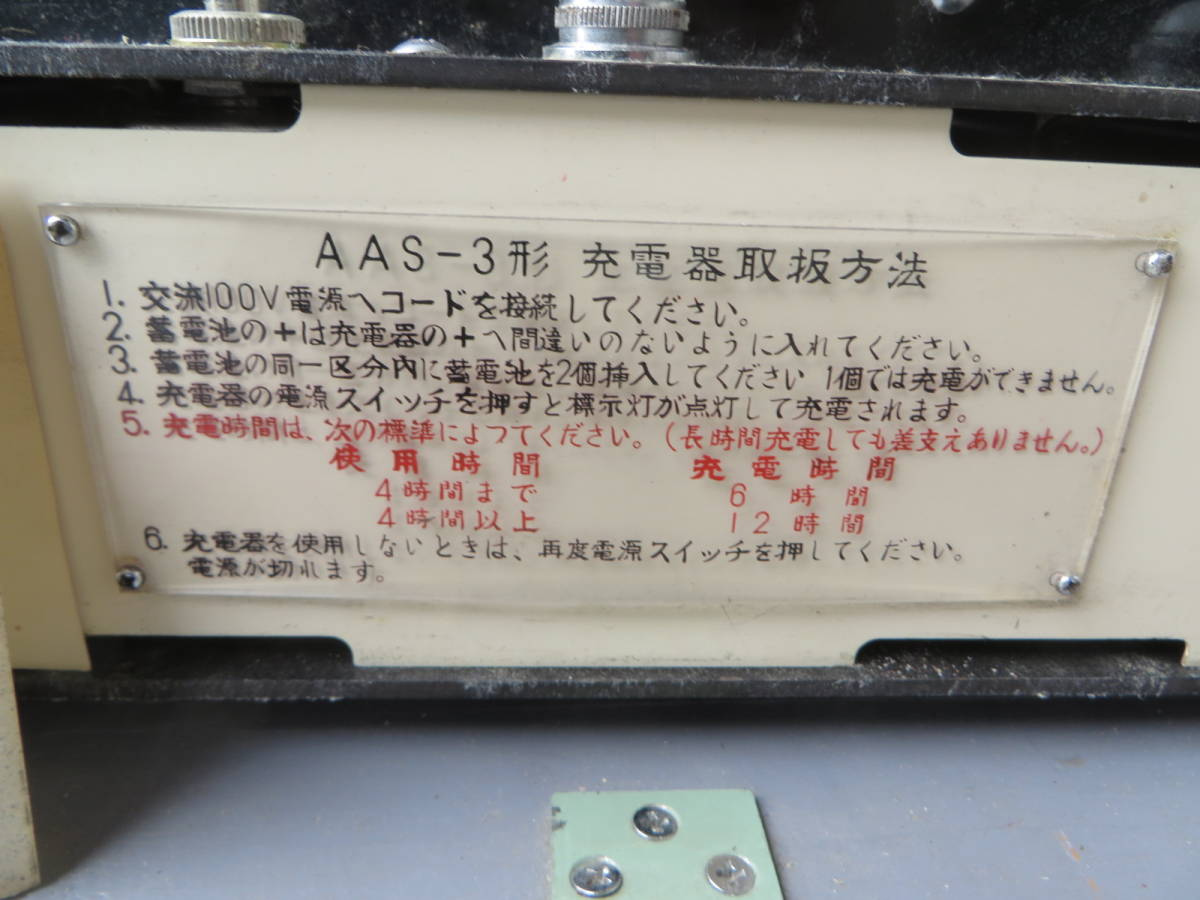 AAS-3形 充電器取扱方法
1. 交流100V電源へコードを接続してください。
2. 蓄電池の+は充電器の+へ間違いのないように入れてください。
3. 蓄電池の同一区分内に蓄電池を2個挿入してください 1個では充電ができません。
4. 充電器の電源スイッチを押すと標示灯が点灯して充電されます。
5. 充電時間は、次の標準によつてください。(長時間充電しても差支えありません。)
使用時間 充電時間
4時間まで 6時間
4時間以上 12時間
6. 充電器を使用しないときは、再度電源スイッチを押してください。
電源が切れます。